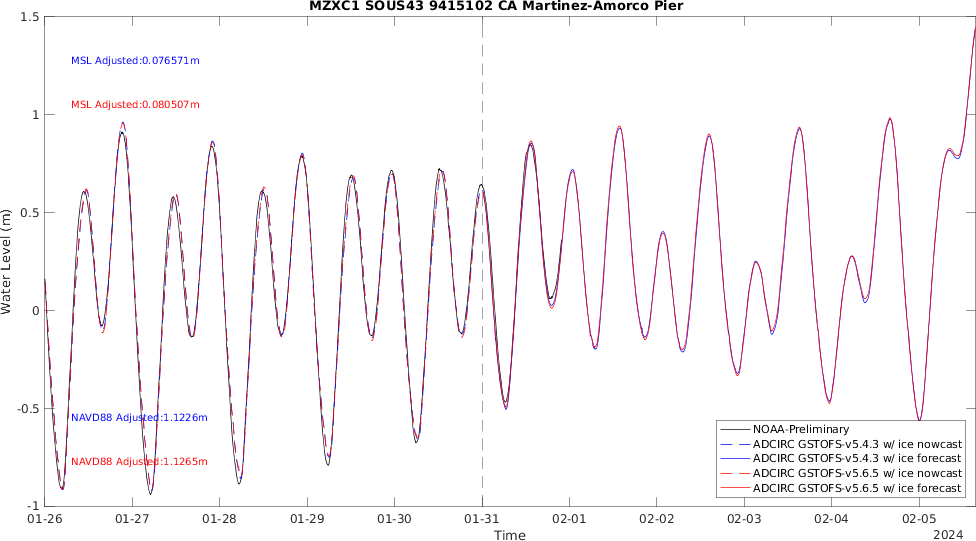 MZXC1 SOUS43 9415102 CA Martinez-Amorco Pier
1.5
MSL Adjusted:0.076571m
MSL Adjusted:0.080507m
1
0.5
Water Level (m)
0
-0.5
NAVD88 Adjusted:1.1226m
NAVD88 Adjusted:1.1265m
-1
NOAA-Preliminary
ADCIRC GSTOFS-v5.4.3 w/ ice nowcast
ADCIRC GSTOFS-v5.4.3 w/ ice forecast
ADCIRC GSTOFS-v5.6.5 w/ ice nowcast
ADCIRC GSTOFS-v5.6.5 w/ ice forecast
01-26 01-27 01-28 01-29 01-30 01-31 02-01 02-02 02-03 02-04 02-05
Time
2024